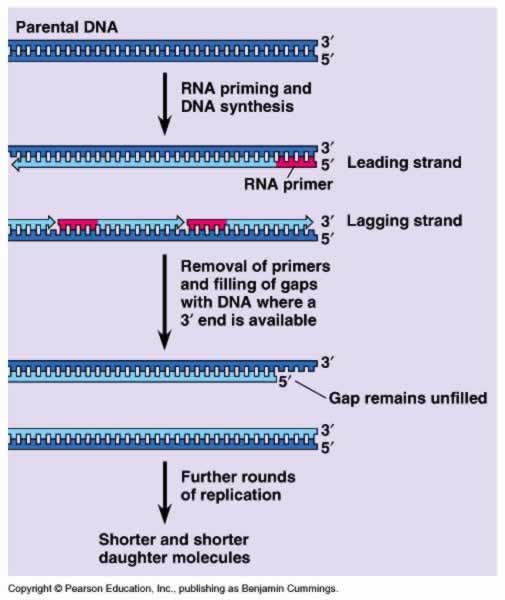 Parental DNA
3′
5′
RNA priming and
DNA synthesis
3′
5′
Leading strand
RNA primer
3′
Lagging strand
5′
Removal of primers
and filling of gaps
with DNA where a
3′ end is available
3′
5′
Gap remains unfilled
3′
5′
Further rounds
of replication
Shorter and shorter
daughter molecules
Copyright © Pearson Education, Inc., publishing as Benjamin Cummings.